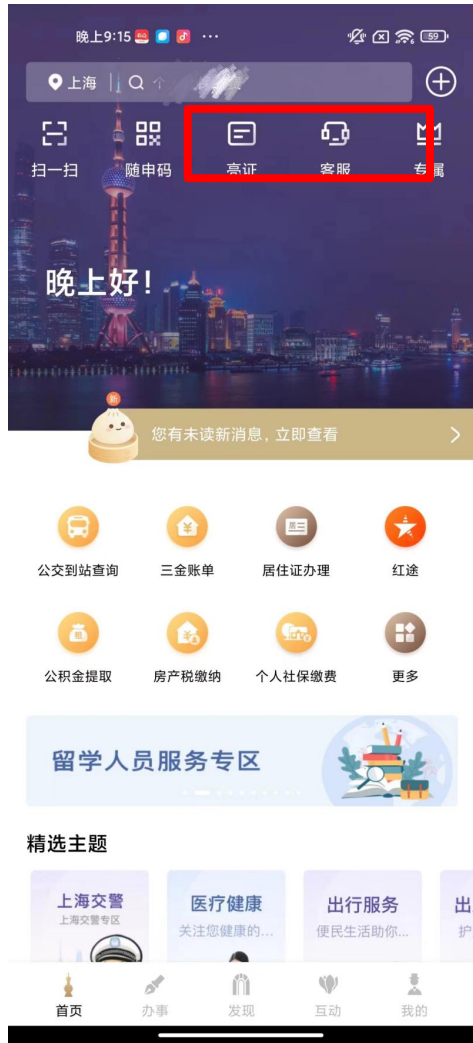 晚上9:15 ··· 59
上海 个
扫一扫 随申码 亮证 客服 专属
晚上好！
新
您有未读新消息，立即查看
公交到站查询 三金账单 居住证办理 红途
公积金提取 房产税缴纳 个人社保缴费 更多
留学人员服务专区
精选主题
上海交警 医疗健康 出行服务 出
上海交警专区 关注您健康的... 便民生活助你... 护
首页 办事 发现 互动 我的